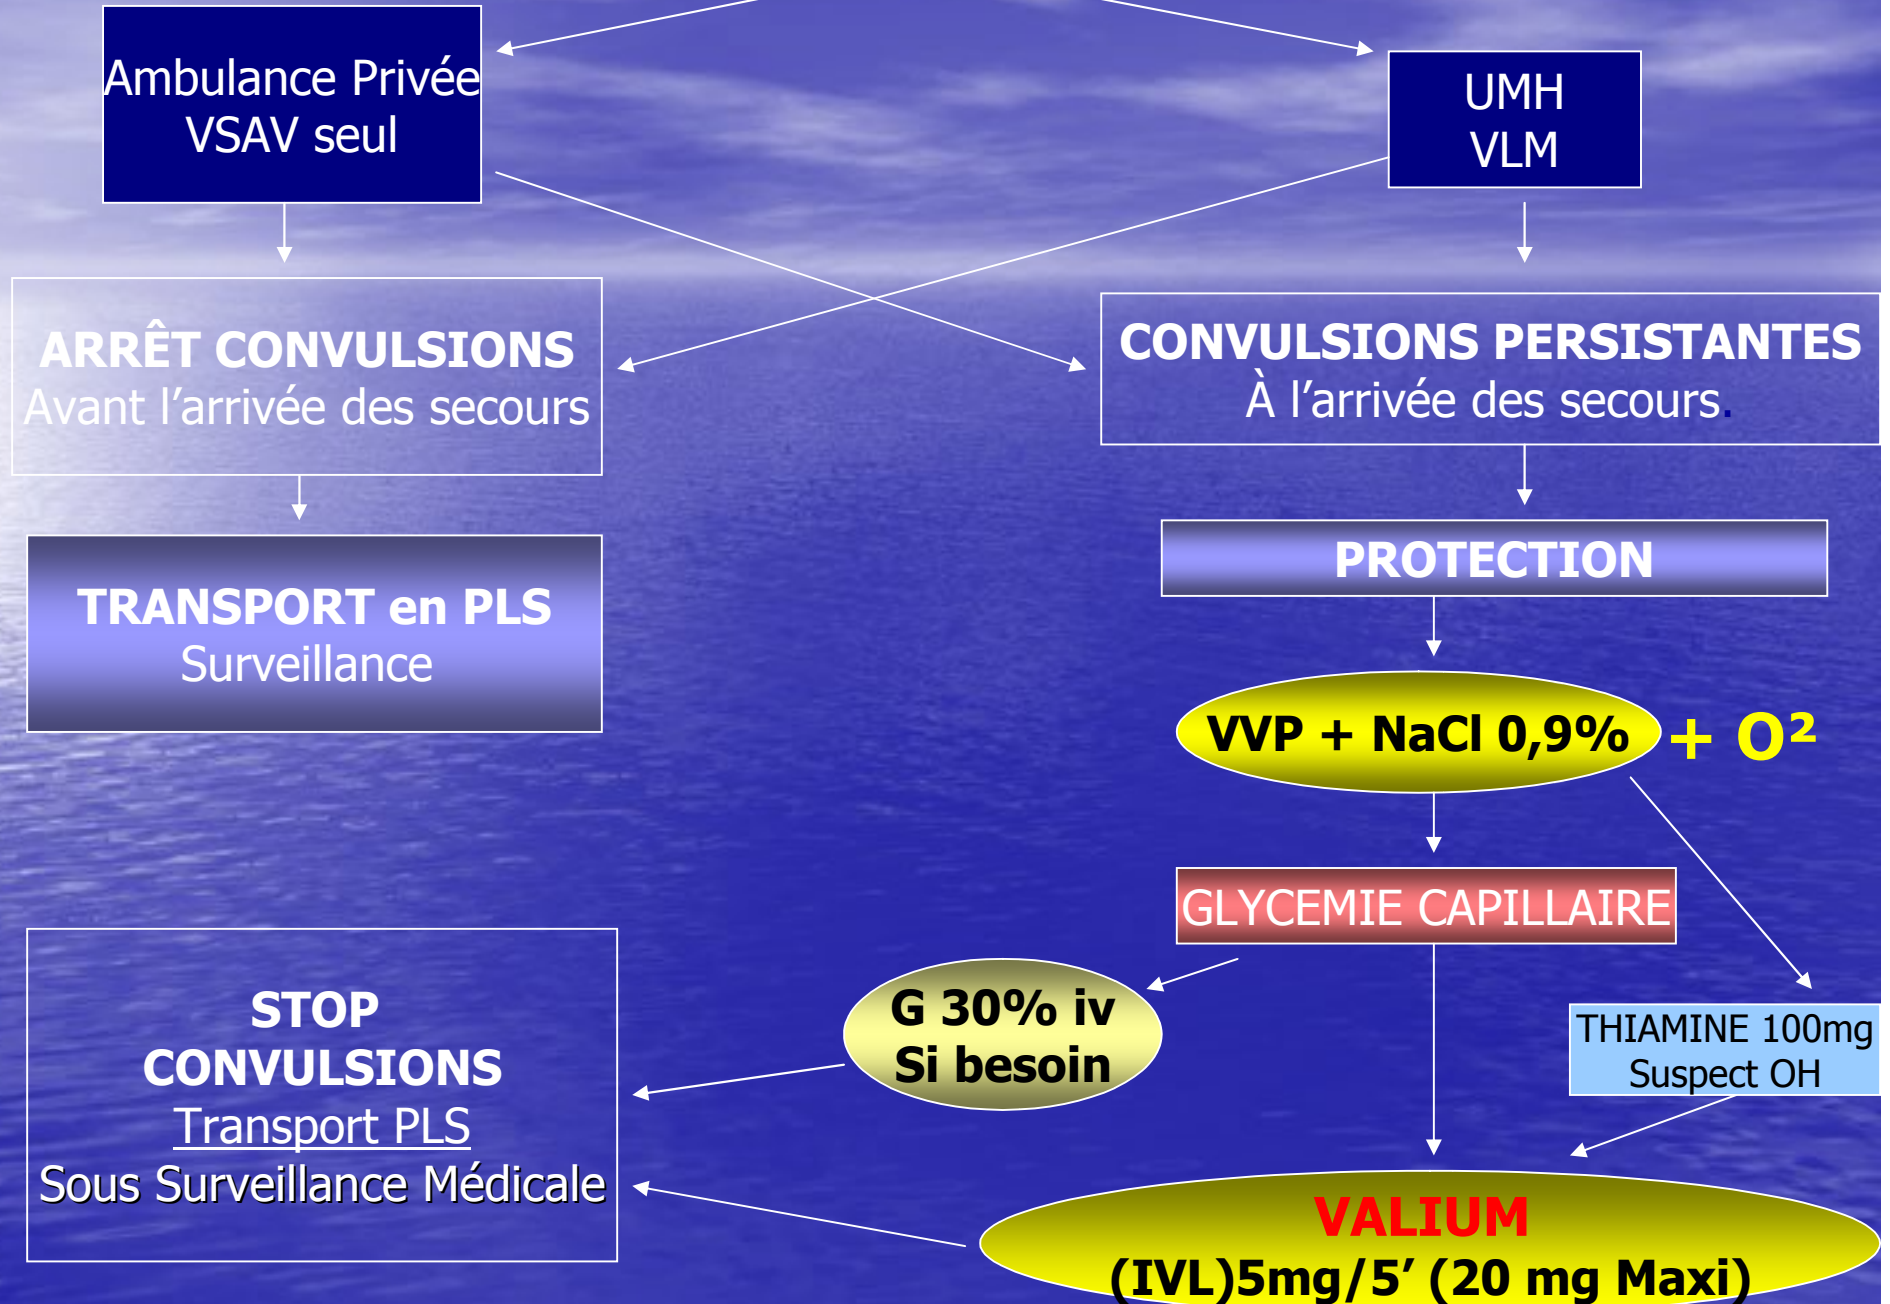 Ambulance Privée
VSAV seul
UMH
VLM
ARRÊT CONVULSIONS
Avant l’arrivée des secours
CONVULSIONS PERSISTANTES
À l’arrivée des secours.
TRANSPORT en PLS
Surveillance
PROTECTION
VVP + NaCl 0,9% + O²
GLYCEMIE CAPILLAIRE
G 30% iv
Si besoin
THIAMINE 100mg
Suspect OH
STOP
CONVULSIONS
Transport PLS
Sous Surveillance Médicale
VALIUM
(IVL)5mg/5’ (20 mg Maxi)